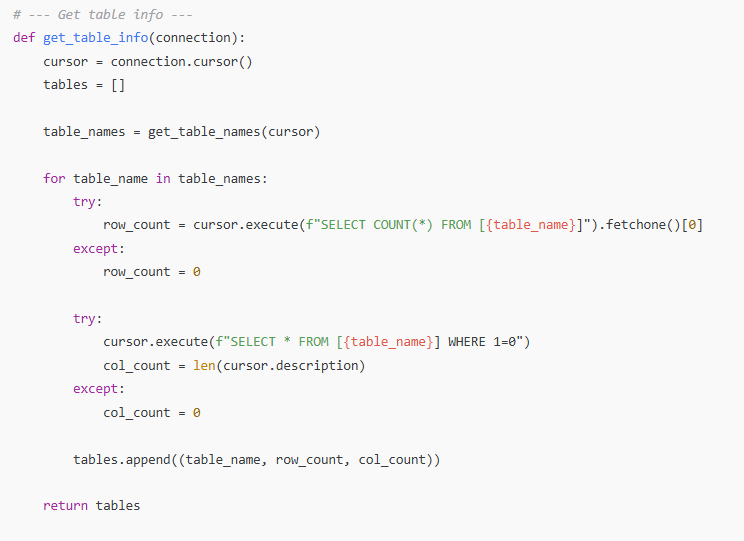 # --- Get table info ---
def get_table_info(connection):
    cursor = connection.cursor()
    tables = []

    table_names = get_table_names(cursor)

    for table_name in table_names:
        try:
            row_count = cursor.execute(f"SELECT COUNT(*) FROM [{table_name}]").fetchone()[0]
        except:
            row_count = 0

        try:
            cursor.execute(f"SELECT * FROM [{table_name}] WHERE 1=0")
            col_count = len(cursor.description)
        except:
            col_count = 0

        tables.append((table_name, row_count, col_count))

    return tables